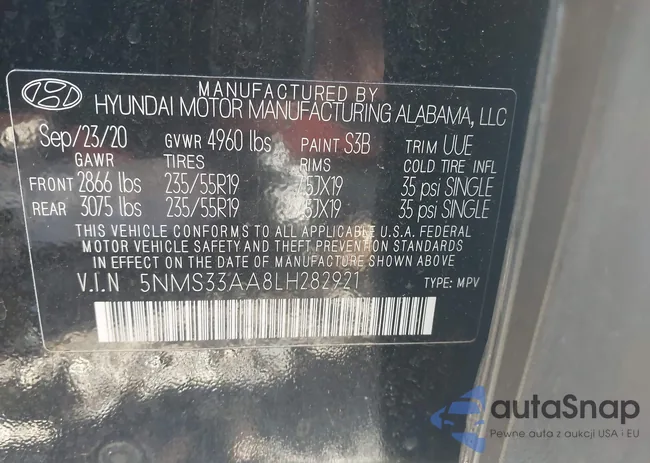 MANUFACTURED BY
HYUNDAI MOTOR MANUFACTURING ALABAMA, LLC
Sep/23/20 GVWR 4960 lbs PAINT S3B TRIM UUE
GAWR TIRES RIMS COLD TIRE INFL
FRONT 2866 lbs 235/55R19 5JX19 35 psi SINGLE
REAR 3075 lbs 235/55R19 5JX19 35 psi SINGLE
THIS VEHICLE CONFORMS TO ALL APPLICABLE U.S.A. FEDERAL
MOTOR VEHICLE SAFETY AND THEFT PREVENTION STANDARDS
IN EFFECT ON THE DATE OF MANUFACTURE SHOWN ABOVE
V.I.N 5NMS33AA8LH282921 TYPE: MPV
autaSnap
Pewne auta z aukcji USA i EU